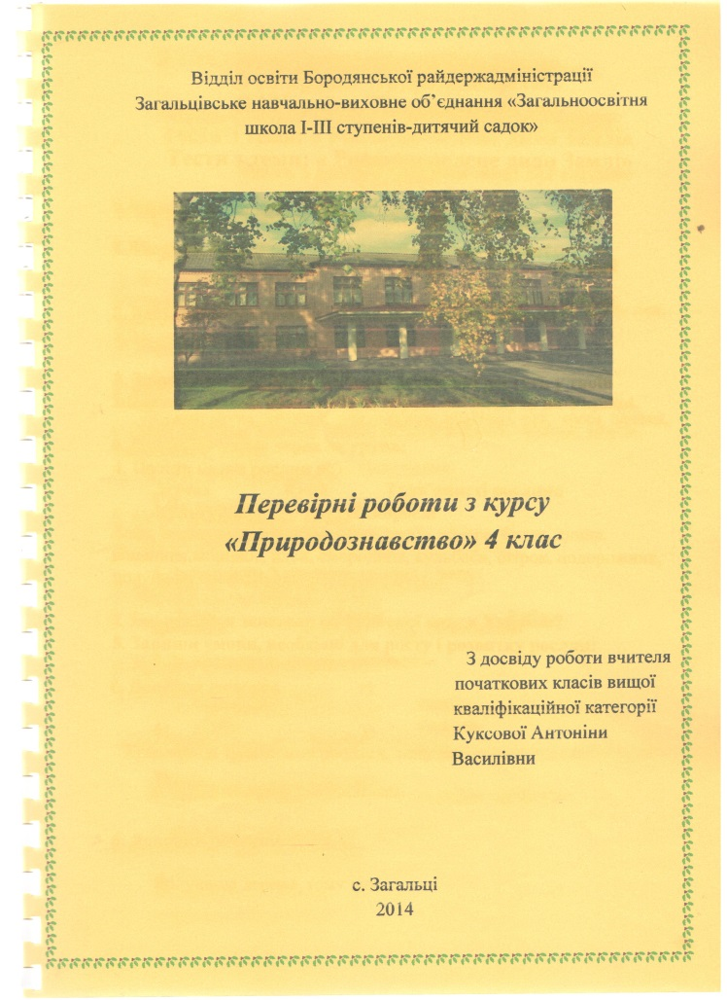 Відділ освіти Бородянської райдержадміністрації
Загальцівське навчально-виховне об’єднання «Загальноосвітня
школа І-ІІІ ступенів-дитячий садок»
Перевірні роботи з курсу
«Природознавство» 4 клас
З досвіду роботи вчителя
початкових класів вищої
кваліфікаційної категорії
Куксової Антоніни
Василівни
с. Загальці
2014